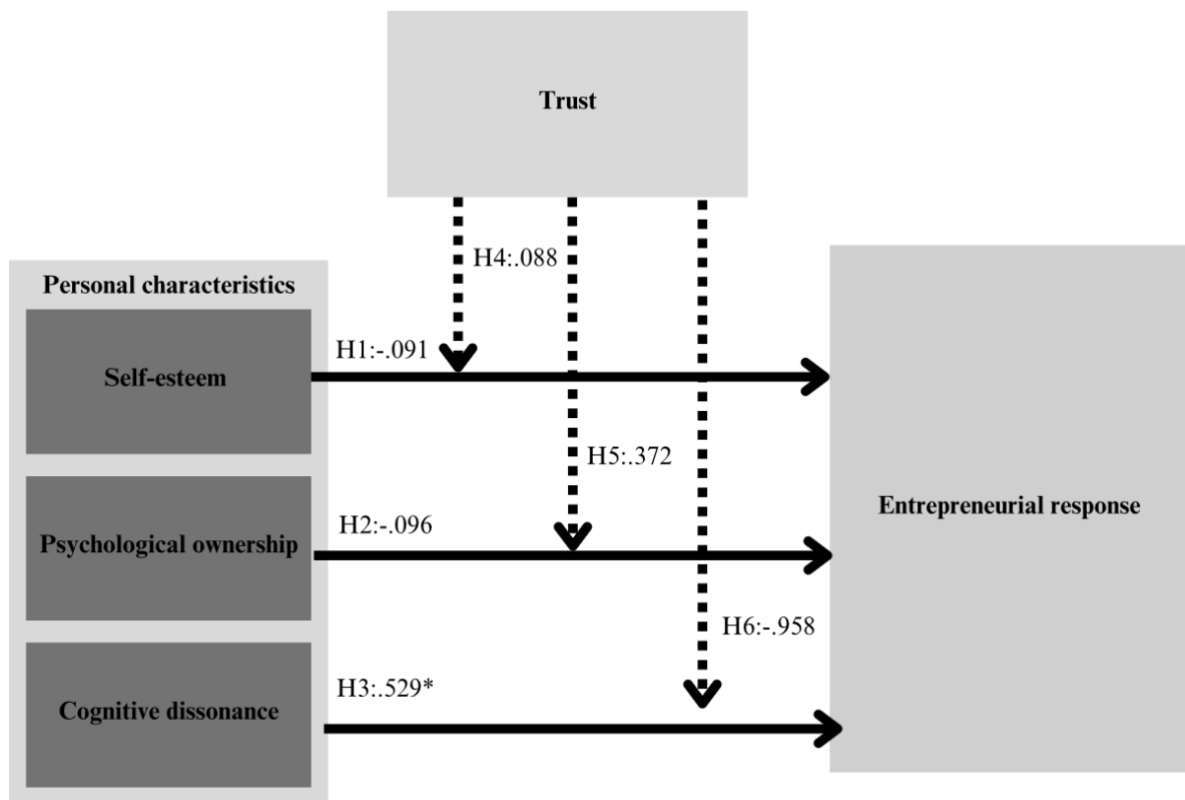 Trust
H4:.088
Personal characteristics
H1:-.091
Self-esteem
H5:.372
Entrepreneurial response
H2:-.096
Psychological ownership
H6:-.958
H3:.529*
Cognitive dissonance